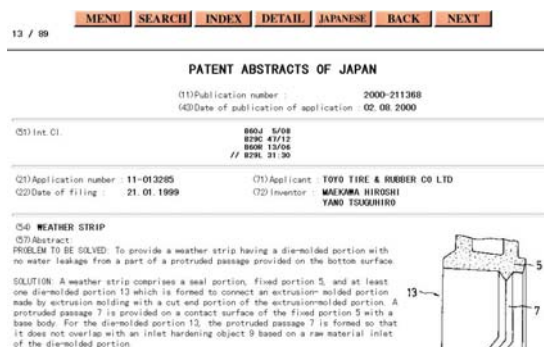 MENU SEARCH INDEX DETAIL JAPANESE BACK NEXT
13 / 89
PATENT ABSTRACTS OF JAPAN
(11)Publication number : 2000-211368
(43)Date of publication of application : 02.08.2000
(51)Int.Cl. B60J 5/08
B29C 47/12
B60R 13/06
// B29L 31:30
(21)Application number : 11-013285 (71)Applicant : TOYO TIRE & RUBBER CO LTD
(22)Date of filing : 21.01.1999 (72)Inventor : MAEKAWA HIROSHI
YANO TSUGUHIRO
(54) WEATHER STRIP
(57)Abstract:
PROBLEM TO BE SOLVED: To provide a weather strip having a die-molded portion with
no water leakage from a part of a protruded passage provided on the bottom surface.
SOLUTION: A weather strip comprises a seal portion, fixed portion 5, and at least
one die-molded portion 13 which is formed to connect an extrusion- molded portion
made by extrusion molding with a cut end portion of the extrusion-molded portion. A
protruded passage 7 is provided on a contact surface of the fixed portion 5 with a
base body. For the die-molded portion 13, the protruded passage 7 is formed so that
it does not overlap with an inlet hardening object 9 based on a raw material inlet
of the die-molded portion
5
13
7